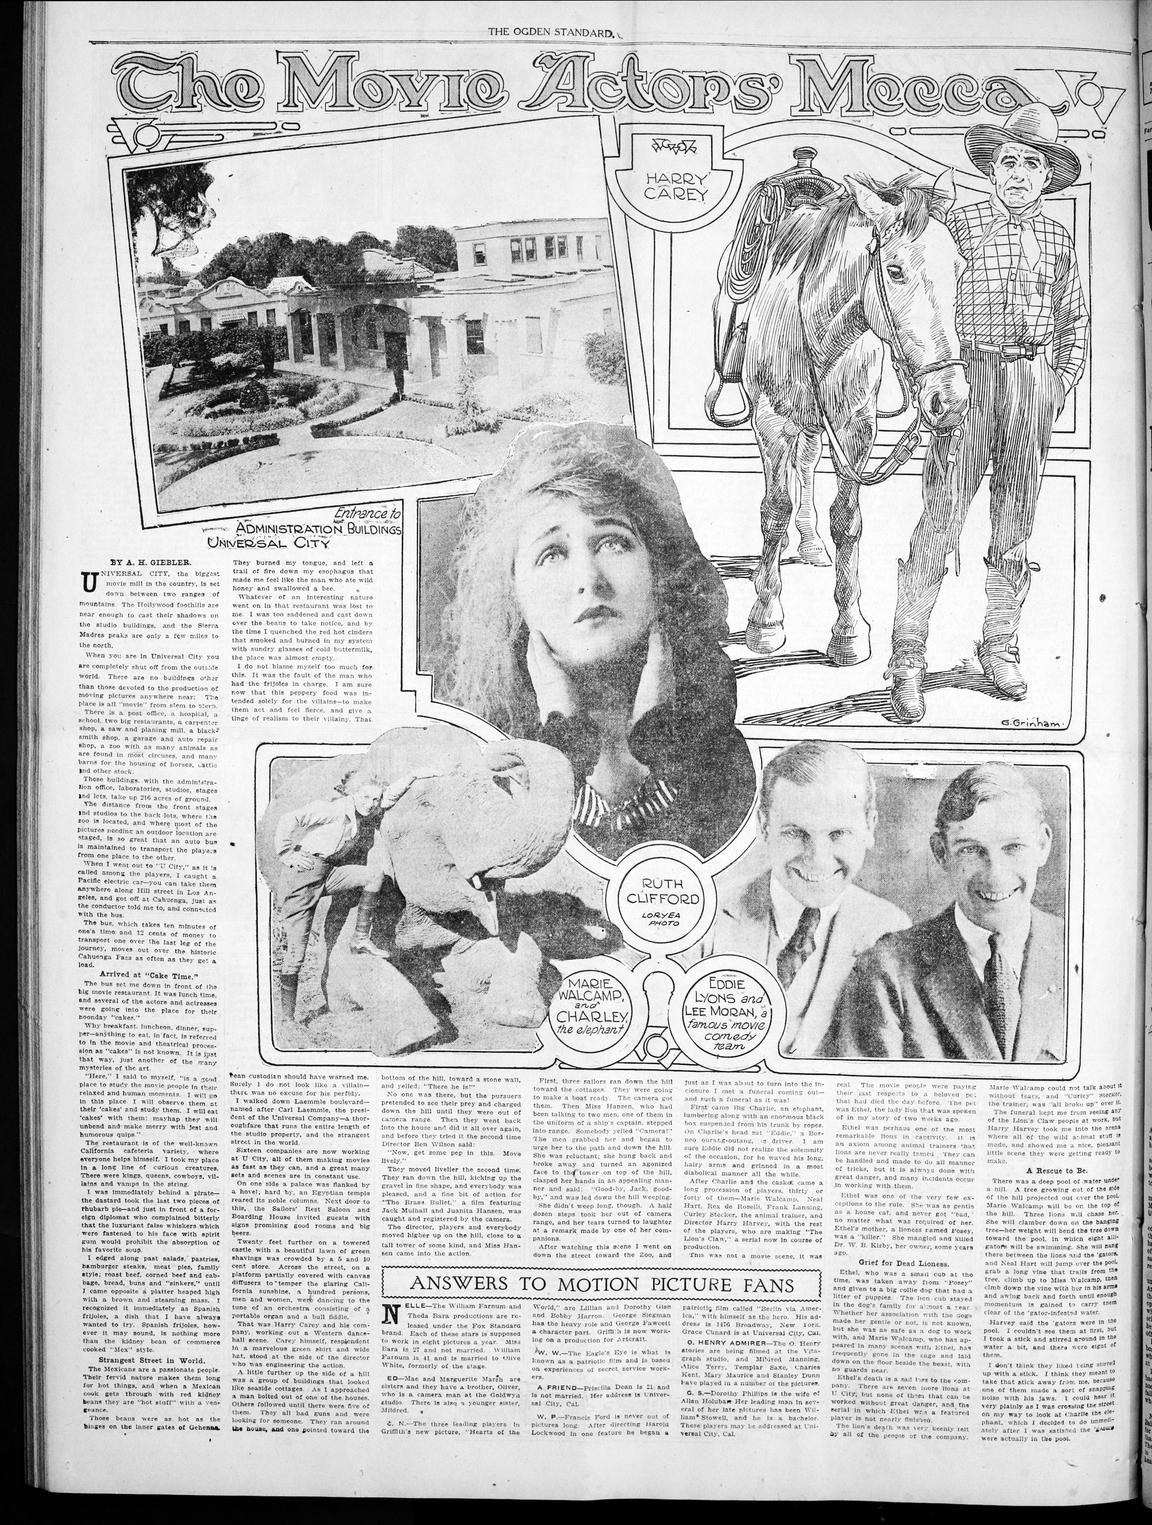 THE OGDEN STANDARD.
The Movie Actors' Mecca
HARRY
CAREY
Entrance to
ADMINISTRATION BUILDINGS
UNIVERSAL CITY
G. Grinham.
RUTH
CLIFFORD
LORYEA
PHOTO
MARIE
WALCAMP,
and
CHARLEY,
the elephant
EDDIE
LYONS and
LEE MORAN, a
famous movie
comedy
team
BY A. H. GIEBLER.
UNIVERSAL CITY, the biggest
movie mill in the country, is set
down between two ranges of
mountains. The Hollywood foothills are
near enough to cast their shadows on
the studio buildings, and the Sierra
Madres peaks are only a few miles to
the north.
When you are in Universal City you
are completely shut off from the outside
world. There are no buildings other
than those devoted to the production of
moving pictures anywhere near. The
place is all "movie" from stem to stern.
There is a post office, a hospital, a
school, two big restaurants, a carpenter
shop, a saw and planing mill, a black-
smith shop, a garage and auto repair
shop, a zoo with as many animals as
are found in most circuses, and many
barns for the housing of horses, cattle
and other stock.
Those buildings, with the administra-
tion office, laboratories, studios, stages
and lots, take up 216 acres of ground.
The distance from the front stages
and studios to the back lots, where the
zoo is located, and where most of the
pictures needing an outdoor location are
staged, is so great that an auto bus
is maintained to transport the players
from one place to the other.
When I went out to "U City," as it is
called among the players, I caught a
Pacific electric car—you can take them
anywhere along Hill street in Los An-
geles, and got off at Cahuenga, just as
the conductor told me to, and connected
with the bus.
The bus, which takes ten minutes of
one's time and 12 cents of money to
transport one over the last leg of the
journey, moves out over the historic
Cahuenga Pass as often as they get a
load.
Arrived at "Cake Time."
The bus set me down in front of the
big movie restaurant. It was lunch time,
and several of the actors and actresses
were going into the place for their
noonday "cakes."
Why breakfast, luncheon, dinner, sup-
per—anything to eat, in fact, is referred
to in the movie and theatrical proces-
sion as "cakes" is not known. It is just
that way, just another of the many
mysteries of the art.
"Here," I said to myself, "is a good
place to study the movie people in their
relaxed and human moments. I will go
in this place I will observe them at
their 'cakes' and study them. I will eat
'cakes' with them; mayhap they will
unbend and make merry with jest and
humorous quips."
The restaurant is of the well-known
California cafeteria variety, where
everyone helps himself. I took my place
in a long line of curious creatures.
There were kings, queens, cowboys, vil-
lains and vamps in the string.
I was immediately behind a pirate—
the dastard took the last two pieces of
rhubarb pie—and just in front of a for-
eign diplomat who complained bitterly
that the luxuriant false whiskers which
were fastened to his face with spirit
gum would prohibit the absorption of
his favorite soup.
I edged along past salads, pastries,
hamburg steaks, meat pies, family
style; roast beef, corned beef and cab-
bage, bread, buns and "sinkers," until
I came opposite a platter heaped high
with a brown and steaming mass. I
recognized it immediately as Spanish
frijoles, a dish that I have always
wanted to try. Spanish frijoles, how-
ever it may sound, is nothing more
than the kidney bean of commerce
cooked "Mex" style.
Strangest Street in World.
The Mexicans are a passionate people.
Their fervid nature makes them long
for hot things, and when a Mexican
cook gets through with red kidney
beans they are "hot stuff" with a ven-
geance.
Those beans were as hot as the
hinges on the inner gates of Gehenna.
They burned my tongue, and left a
trail of fire down my esophagus that
made me feel like the man who ate wild
honey and swallowed a bee.
Whatever of an interesting nature
went on in that restaurant was lost to
me. I was too saddened and cast down
over the beans to take notice, and by
the time I quenched the red hot cinders
that smoked and burned in my system
with sundry glasses of cold buttermilk,
the place was almost empty.
I do not blame myself too much for
this. It was the fault of the man who
had the frijoles in charge. I am sure
now that this peppery food was in-
tended solely for the villains—to make
them act and feel fierce, and give a
tinge of realism to their villainy. That
bean custodian should have warned me.
Surely I do not look like a villain—
there was no excuse for his perfidy.
I walked down Laemmle boulevard—
named after Carl Laemmle, the presi-
dent of the Universal Company—a thor-
oughfare that runs the entire length of
the studio property, and the strangest
street in the world.
Sixteen companies are now working
at U City, all of them making movies
as fast as they can, and a great many
sets and scenes are in constant use.
On one side a palace was flanked by
a hovel; hard by, an Egyptian temple
reared its noble columns. Next door to
this, the Sailors' Rest Saloon and
Boarding House invited guests with
signs promising good rooms and big
beers.
Twenty feet further on a towered
castle with a beautiful lawn of green
shavings was crowded by a 5 and 10
cent store. Across the street, on a
platform partially covered with canvas
diffusers to temper the glaring Cali-
fornia sunshine, a hundred persons,
men and women, were dancing to the
tune of an orchestra consisting of a
portable organ and a bull fiddle.
That was Harry Carey and his com-
pany, working out a Western dance-
hall scene. Carey himself, resplendent
in a marvelous green shirt and wide
hat, stood at the side of the director
who was engineering the action.
A little further up the side of a hill
was a group of buildings that looked
like seaside cottages. As I approached
a man bolted out of one of the houses.
Others followed until there were five of
them. They all had guns and were
looking for someone. They ran around
the house, and one pointed toward the
bottom of the hill, toward a stone wall,
and yelled, "There he goes!"
No one was there, but the pursuers
pretended to see their prey and charged
down the hill until they were out of
camera range. Then they went back
into the house and did it all over again,
and before they tried it the second time
Director Ben Wilson said:
"Now, get some pep in this. Move
lively."
They moved livelier the second time.
They ran down the hill, kicking up the
gravel in fine shape, and everybody was
pleased, and a fine bit of action for
"The Brass Bullet," a film featuring
Jack Mulhall and Juanita Hansen, was
caught and registered by the camera.
The director, players and everybody
moved higher up on the hill, close to a
tall tower of some kind, and Miss Han-
sen came into the action.
First, three sailors ran down the hill
toward the cottages. They were going
to make a boat ready. The camera got
them. Then Miss Hansen, who had
been talking to two men, one of them in
the uniform of a ship's captain, stepped
into range. Somebody yelled "Camera!"
The men grabbed her and began to
urge her to the path and down the hill.
She was reluctant; she hung back and
broke away and turned an agonized
face to the tower on top of the hill,
clasped her hands in an appealing man-
ner and said: "Good-by, Jack, good-
by," and was led down the hill weeping.
She didn't weep long, though. A half
dozen steps took her out of camera
range, and her tears turned to laughter
at a remark made by one of her com-
panions.
After watching this scene I went on
down the street toward the Zoo, and
just as I was about to turn into the in-
closure I met a funeral coming out—
and such a funeral as it was!
First came Big Charlie, an elephant,
lumbering along with an enormous black
box suspended from his trunk by ropes.
On Charlie's head sat "Eddie," a Bor-
neo ourang-outang, as driver. I am
sure Eddie did not realize the solemnity
of the occasion, for he waved his long,
hairy arms and grinned in a most
diabolical manner all the while.
After Charlie and the casket came a
long procession of players, thirty or
forty of them—Marie Walcamp, Neal
Hart, Rex de Roselli, Frank Lanning,
Curley Stecker, the animal trainer, and
Director Harry Harvey, with the rest
of the players, who are making "The
Lion's Claw," a serial now in course of
production.
This was not a movie scene, it was
real. The movie people were paying
their last respects to a beloved pet
that had died the day before. The pet
was Ethel, the lady lion that was spoken
of in my story of two weeks ago.
Ethel was perhaps one of the most
remarkable lions in captivity. It is
an axiom among animal trainers that
lions are never really tamed. They can
be handled and made to do all manner
of tricks, but it is always done with
great danger, and many incidents occur
in working with them.
Ethel was one of the very few ex-
ceptions to the rule. She was as gentle
as a house cat, and never got "bad,"
no matter what was required of her.
Ethel's mother, a lioness named Posey,
was a "killer." She mangled and killed
Dr. W. B. Kirby, her owner, some years
ago.
Grief for Dead Lioness.
Ethel, who was a small cub at the
time, was taken away from "Posey"
and given to a big collie dog that had a
litter of puppies. The lion cub stayed
in the dog's family for almost a year.
Whether her association with the dogs
made her gentle or not, is not known,
but she was as safe as a dog to work
with, and Marie Walcamp, who has ap-
peared in many scenes with Ethel, has
frequently gone in the cage and laid
down on the floor beside the beast, with
no guards near.
Ethel's death is a sad loss to the com-
pany. There are seven more lions at
U City, but none of them that can be
worked without great danger, and the
serial in which Ethel was a featured
player is not nearly finished.
The lion's death was very keenly felt
by all of the people of the company.
Marie Walcamp could not talk about it
without tears, and "Curley" Stecker,
the trainer, was "all broke up" over it.
The funeral kept me from seeing any
of the Lion's Claw people at work, but
Harry Harvey took me into the arena
where all of the wild animal stuff is
made, and showed me a nice, pleasant
little scene they were getting ready to
make.
A Rescue to Be.
There was a deep pool of water under
a hill. A tree growing out of the side
of the hill projected out over the pool.
Marie Walcamp will be on the top of
the hill. Three lions will chase her.
She will clamber down on the hanging
tree—her weight will bend the tree down
toward the pool, in which eight alli-
gators will be swimming. She will hang
there between the lions and the 'gators,
and Neal Hart will jump over the pool,
grab a long vine that trails from the
tree, climb up to Miss Walcamp, then
climb down the vine with her in his arms
and swing back and forth until enough
momentum is gained to carry them
clear of the 'gator-infested water.
Harvey said the 'gators were in the
pool. I couldn't see them at first, but
I took a stick and stirred around in the
water a bit, and there were eight of
them.
I don't think they liked being stirred
up with a stick. I think they meant to
take that stick away from me, because
one of them made a sort of snapping
noise with his jaws. I could hear it
very plainly as I was crossing the street
on my way to look at Charlie the ele-
phant, which I decided to do immedi-
ately after I was satisfied the 'gators
were actually in the pool.
ANSWERS TO MOTION PICTURE FANS
NELLE—The William Farnum and
Theda Bara productions are re-
leased under the Fox Standard
brand. Each of these stars is supposed
to work in eight pictures a year. Miss
Bara is 27 and not married. William
Farnum is 41, and is married to Olive
White, formerly of the stage.
ED—Mae and Marguerite Marsh are
sisters and they have a brother, Oliver,
who is a camera man at the Goldwyn
studio. There is also a younger sister,
Mildred.
C. N.—The three leading players in
Griffith's new picture, "Hearts of the
World," are Lillian and Dorothy Gish
and Bobby Harron. George Siegman
has the heavy role and George Fawcett
a character part. Griffith is now work-
ing on a production for Artcraft.
W. W.—The Eagle's Eye is what is
known as a patriotic film and is based
on experiences of secret service work-
ers.
A FRIEND—Priscilla Dean is 21 and
is not married. Her address is Univer-
sal City, Cal.
W. P.—Francis Ford is never out of
pictures long. After directing Harold
Lockwood in one feature he began a
patriotic film called "Berlin via Amer-
ica," with himself as the hero. His ad-
dress is 1476 Broadway, New York.
Grace Cunard is at Universal City, Cal.
O. HENRY ADMIRER—The O. Henry
stories are being filmed at the Vita-
graph studio, and Mildred Manning,
Alice Terry, Templar Saxe, Charles
Kent, Mary Maurice and Stanley Dunn
have played in a number of the pictures.
G. S.—Dorothy Phillips is the wife of
Allan Holubar. Her leading man in sev-
eral of her late pictures has been Wil-
liam Stowell, and he is a bachelor.
These players may be addressed at Uni-
versal City, Cal.